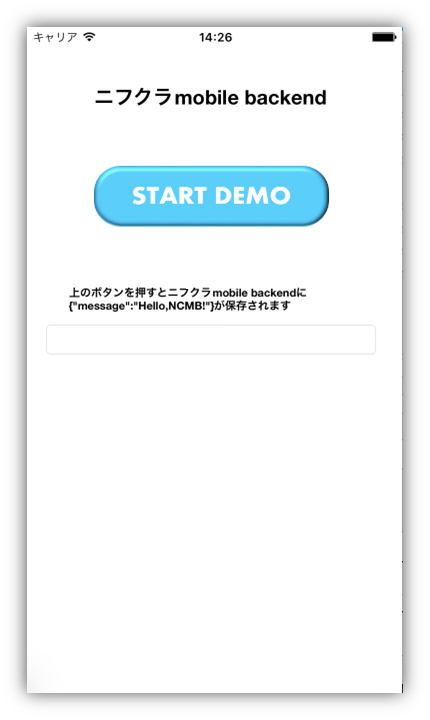 キャリア 14:26
ニフクラmobile backend
START DEMO
上のボタンを押すとニフクラmobile backendに
{"message":"Hello,NCMB!"}が保存されます